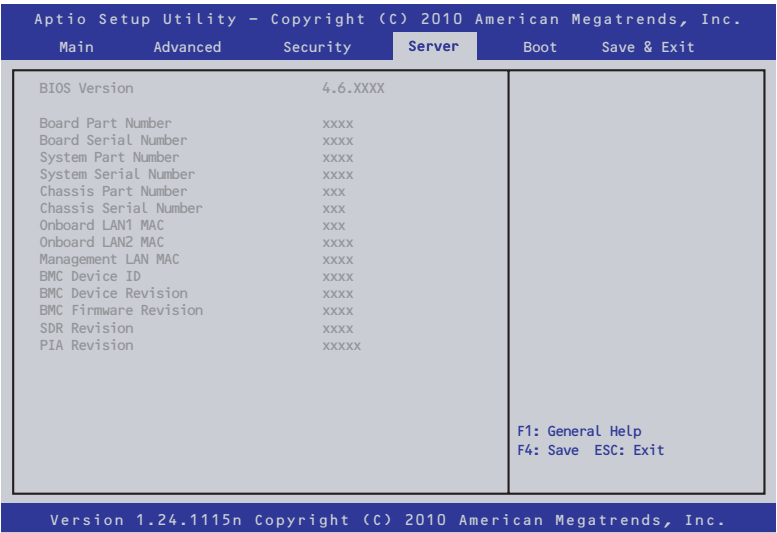 Aptio Setup Utility – Copyright (C) 2010 American Megatrends, Inc.
Main Advanced Security Server Boot Save & Exit
BIOS Version 4.6.XXXX
Board Part Number xxxx
Board Serial Number xxxx
System Part Number xxxx
System Serial Number xxxx
Chassis Part Number xxx
Chassis Serial Number xxx
Onboard LAN1 MAC xxx
Onboard LAN2 MAC xxxx
Management LAN MAC xxxx
BMC Device ID xxxx
BMC Device Revision xxxx
BMC Firmware Revision xxxx
SDR Revision xxxx
PIA Revision xxxxx
F1: General Help
F4: Save ESC: Exit
Version 1.24.1115n Copyright (C) 2010 American Megatrends, Inc.